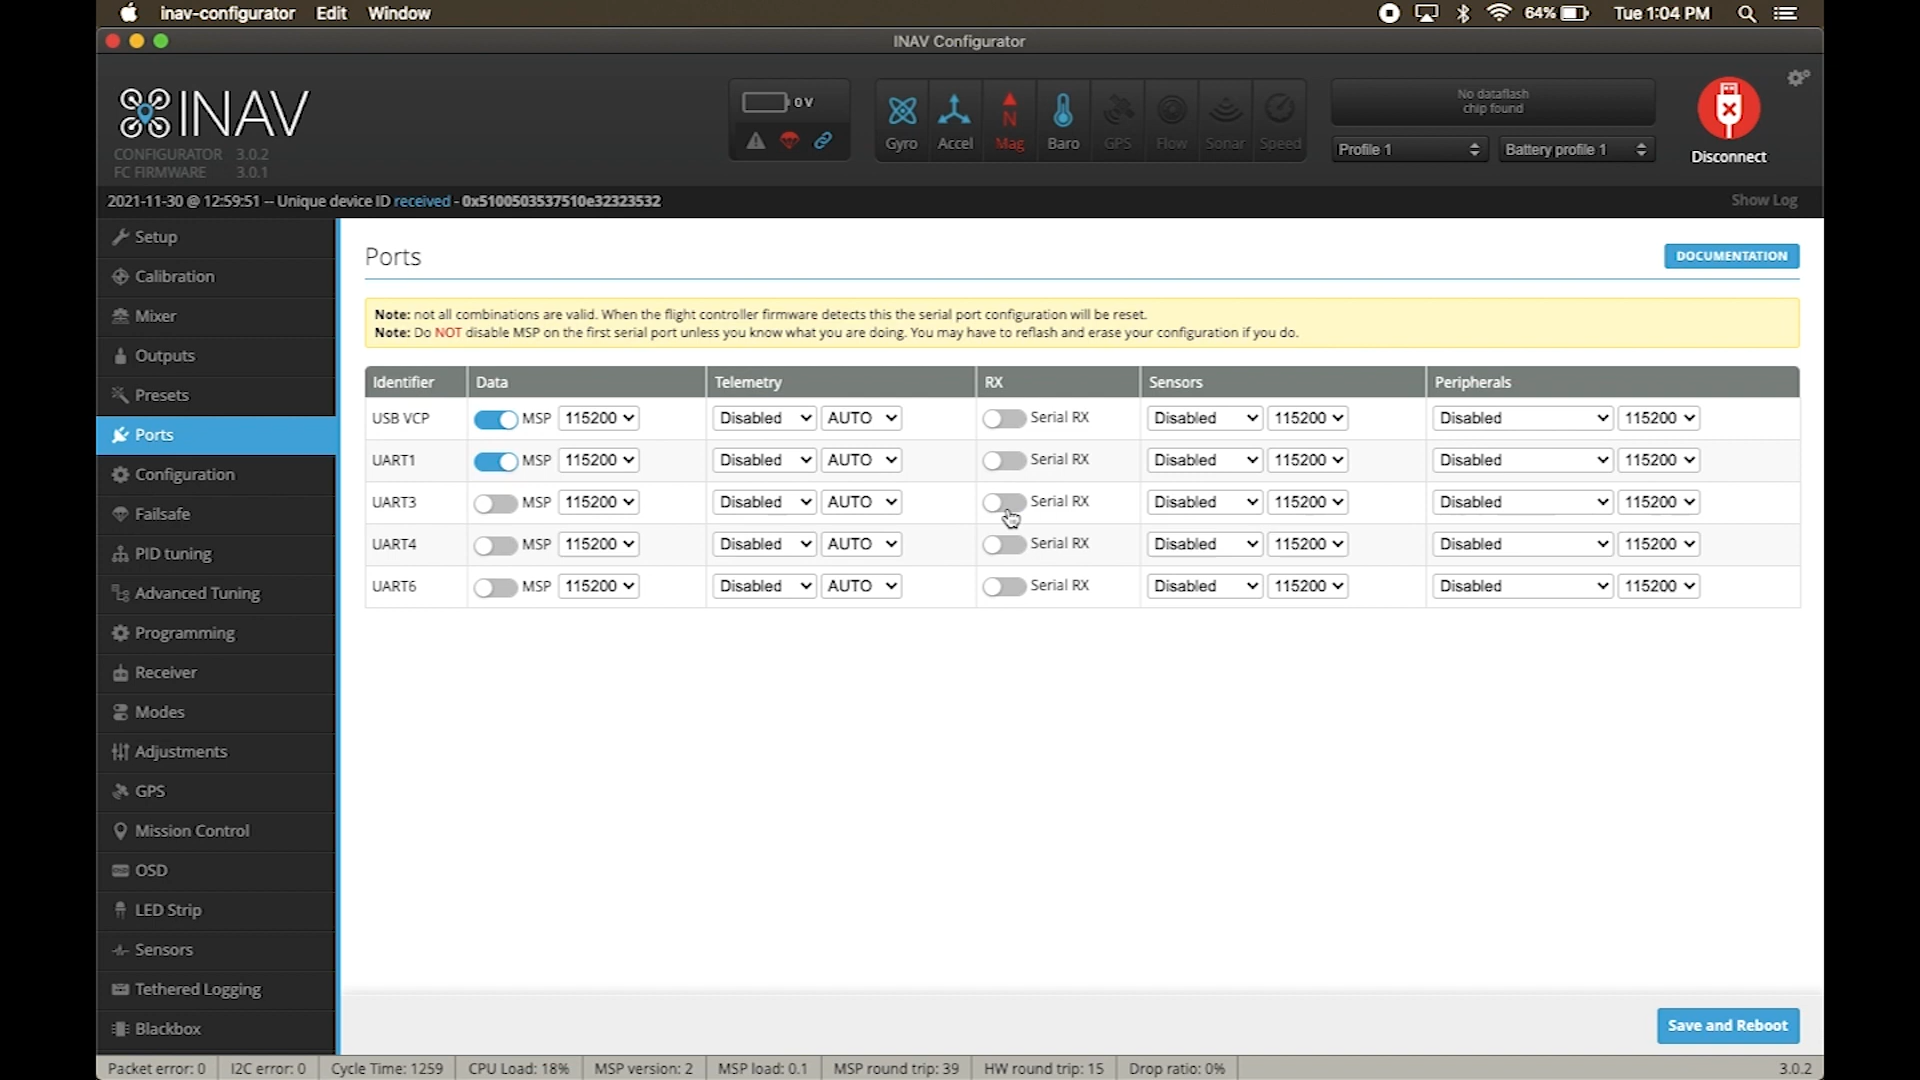 inav-configurator Edit Window 64% Tue 1:04 PM
INAV Configurator
INAV
CONFIGURATOR 3.0.2
FC FIRMWARE 3.0.1
0 V
Gyro Accel Mag Baro GPS Flow Sonar Speed
N
No dataflash
chip found
Profile 1 Battery profile 1
Disconnect
2021-11-30 @ 12:59:51 -- Unique device ID received - 0x5100503537510e32323532 Show Log
Setup
Calibration
Mixer
Outputs
Presets
Ports
Configuration
Failsafe
PID tuning
Advanced Tuning
Programming
Receiver
Modes
Adjustments
GPS
Mission Control
OSD
LED Strip
Sensors
Tethered Logging
Blackbox
Ports DOCUMENTATION
Note: not all combinations are valid. When the flight controller firmware detects this the serial port configuration will be reset.
Note: Do NOT disable MSP on the first serial port unless you know what you are doing. You may have to reflash and erase your configuration if you do.
Identifier Data Telemetry RX Sensors Peripherals
USB VCP MSP 115200 Disabled AUTO Serial RX Disabled 115200 Disabled 115200
UART1 MSP 115200 Disabled AUTO Serial RX Disabled 115200 Disabled 115200
UART3 MSP 115200 Disabled AUTO Serial RX Disabled 115200 Disabled 115200
UART4 MSP 115200 Disabled AUTO Serial RX Disabled 115200 Disabled 115200
UART6 MSP 115200 Disabled AUTO Serial RX Disabled 115200 Disabled 115200
Save and Reboot
Packet error: 0 I2C error: 0 Cycle Time: 1259 CPU Load: 18% MSP version: 2 MSP load: 0.1 MSP round trip: 39 HW round trip: 15 Drop ratio: 0% 3.0.2